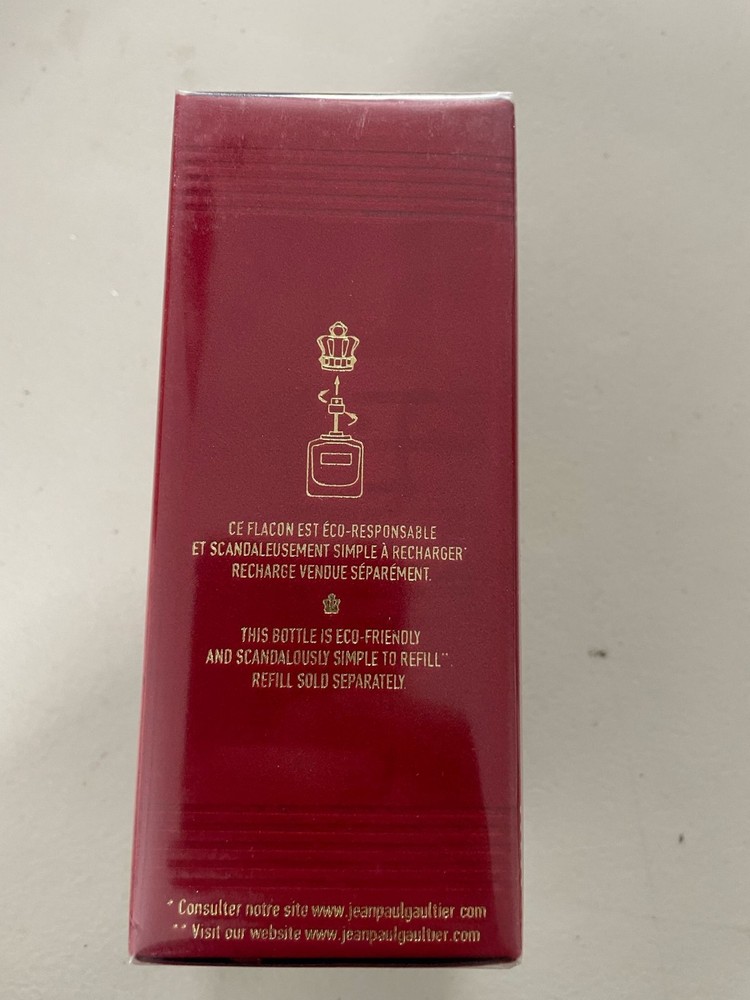 CE FLACON EST ÉCO-RESPONSABLE
ET SCANDALEUSEMENT SIMPLE À RECHARGER*
RECHARGE VENDUE SÉPARÉMENT.
THIS BOTTLE IS ECO-FRIENDLY
AND SCANDALOUSLY SIMPLE TO REFILL**.
REFILL SOLD SEPARATELY.
* Consulter notre site www.jeanpaulgaultier.com
** Visit our website www.jeanpaulgaultier.com